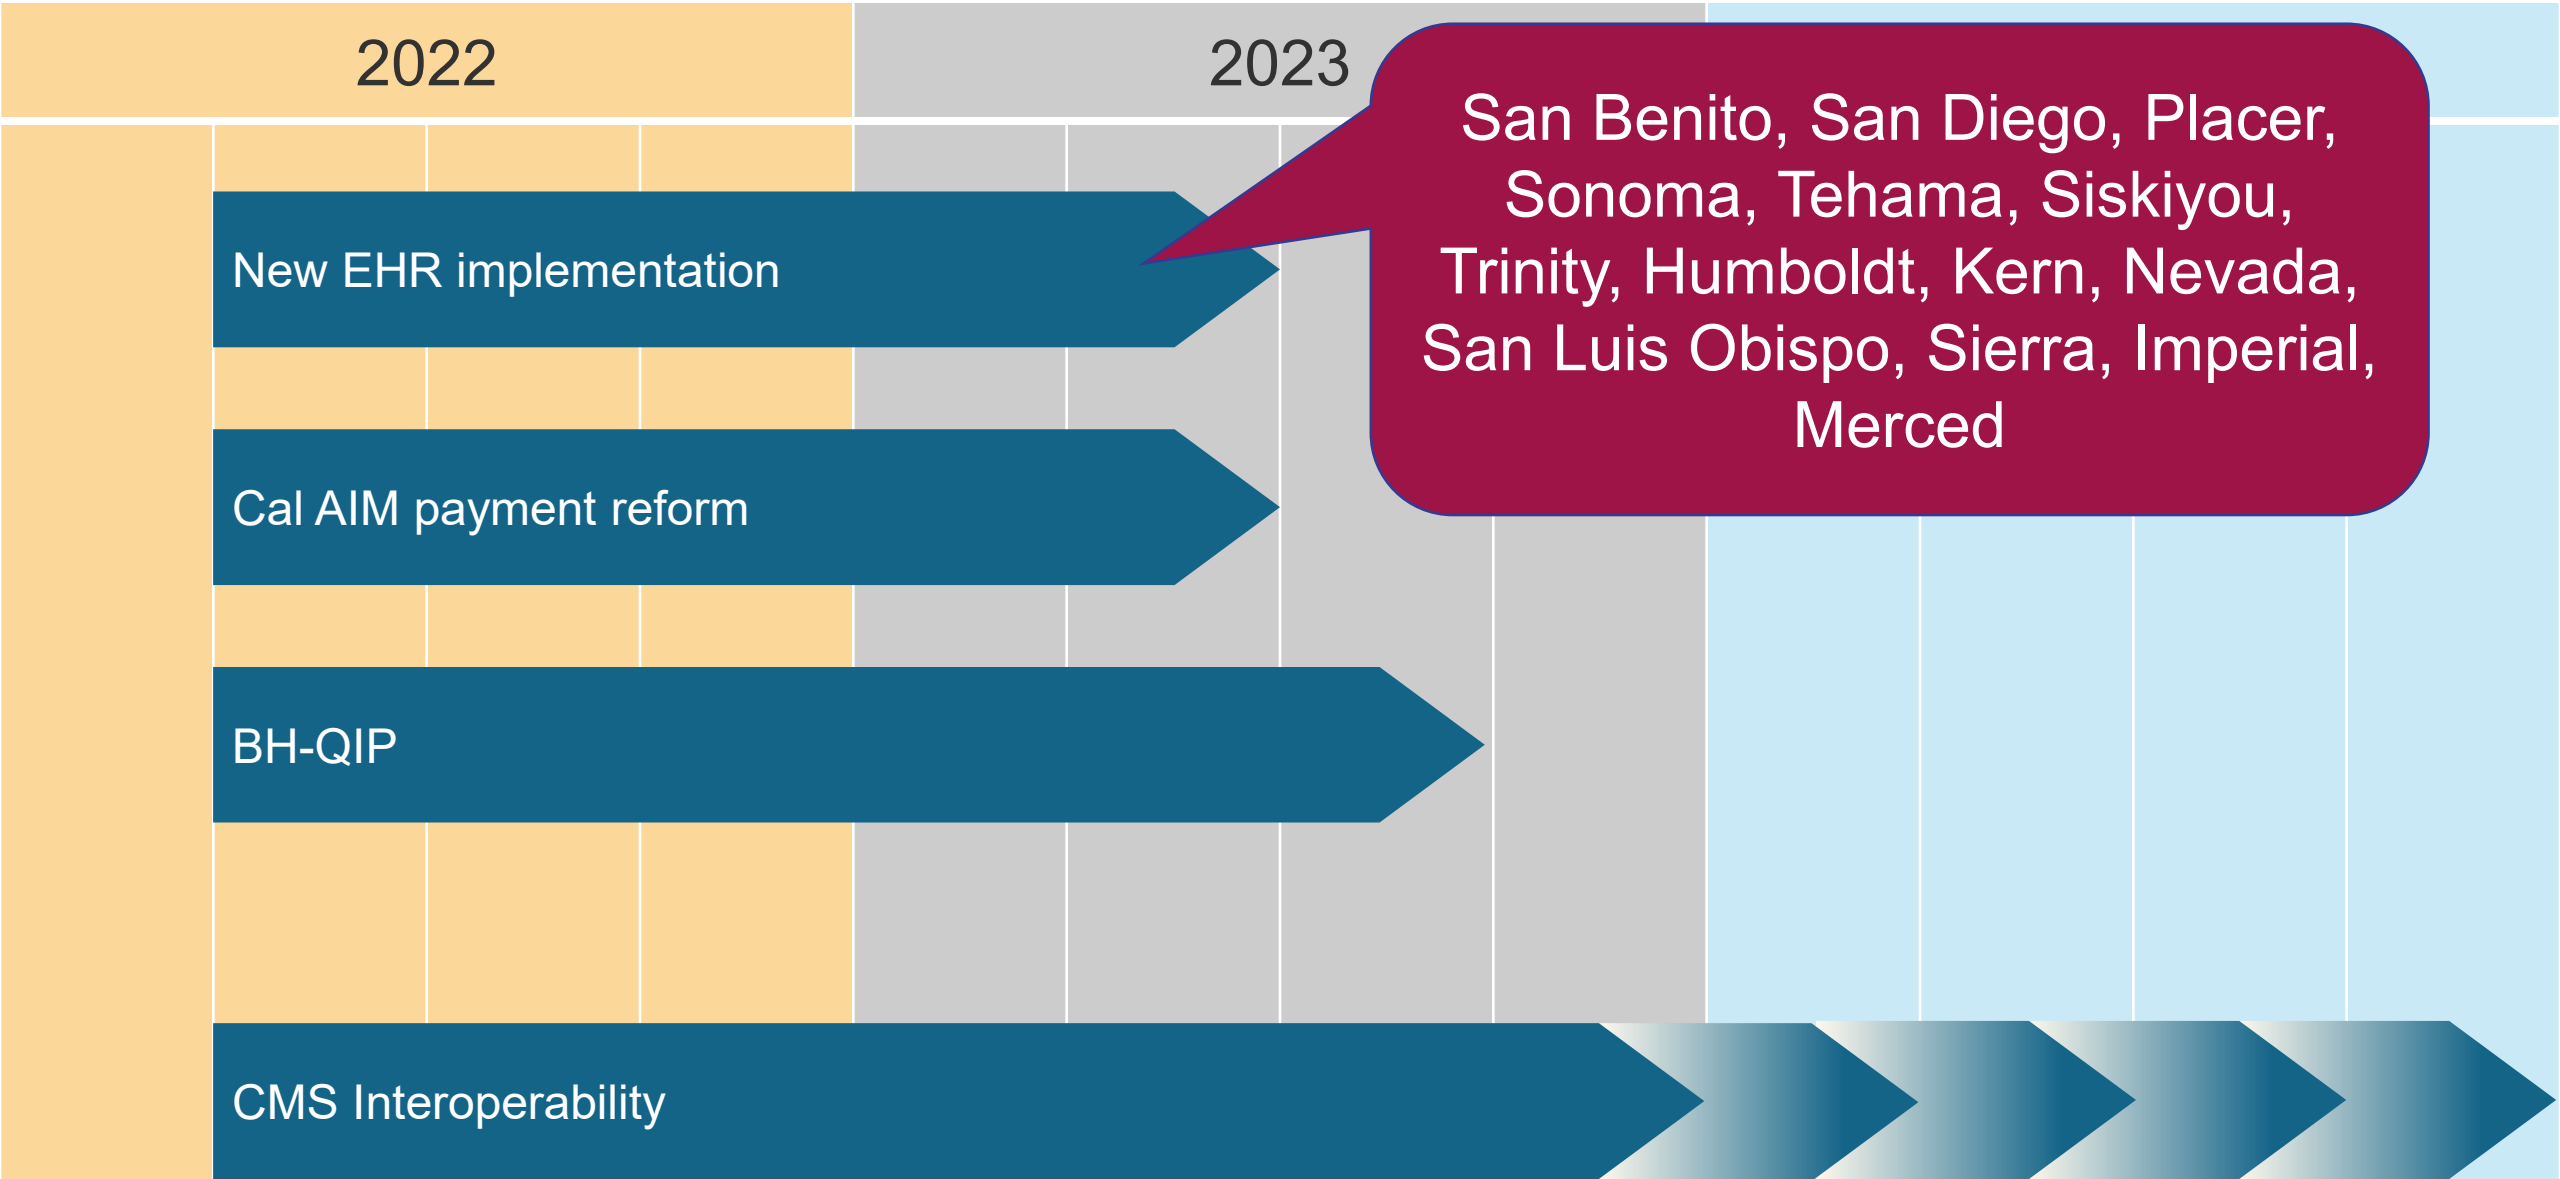 2022
2023
San Benito, San Diego, Placer,
Sonoma, Tehama, Siskiyou,
Trinity, Humboldt, Kern, Nevada,
San Luis Obispo, Sierra, Imperial,
Merced
New EHR implementation
Cal AIM payment reform
BH-QIP
CMS Interoperability